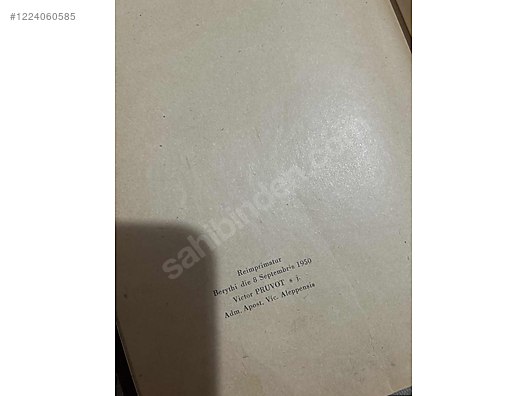 #1224060585
sahibinden.com
Reimprimatur
Berythi die 8 Septembris 1950
Victor PRUVOT s j.
Adm. Apost. Vic. Aleppensis